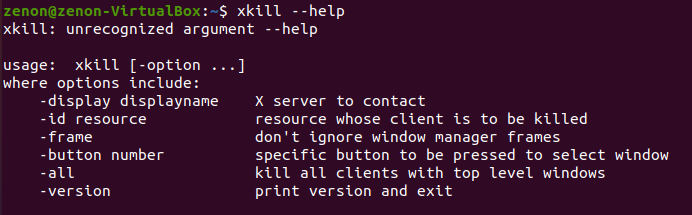 zenon@zenon-VirtualBox:~$ xkill --help
xkill: unrecognized argument --help

usage:  xkill [-option ...]
where options include:
    -display displayname    X server to contact
    -id resource            resource whose client is to be killed
    -frame                  don't ignore window manager frames
    -button number          specific button to be pressed to select window
    -all                    kill all clients with top level windows
    -version                print version and exit